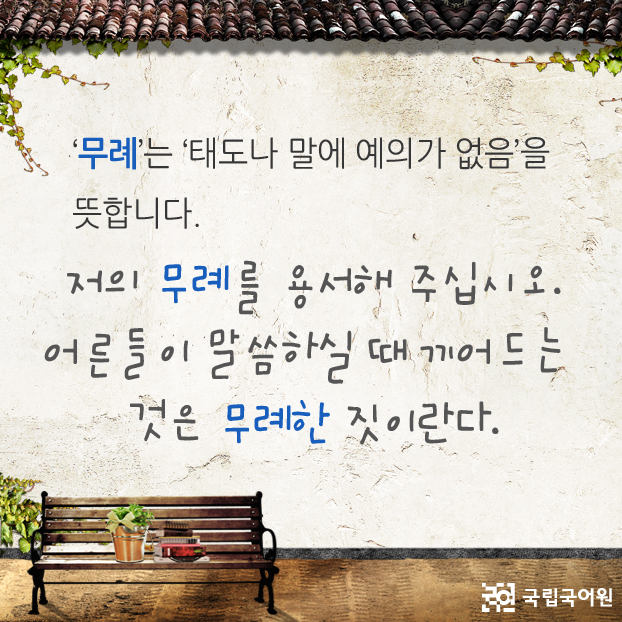 ‘무례’는 ‘태도나 말에 예의가 없음’을
뜻합니다.
저의 무례를 용서해 주십시오.
어른들이 말씀하실 때 끼어드는
것은 무례한 짓이란다.
국립국어원